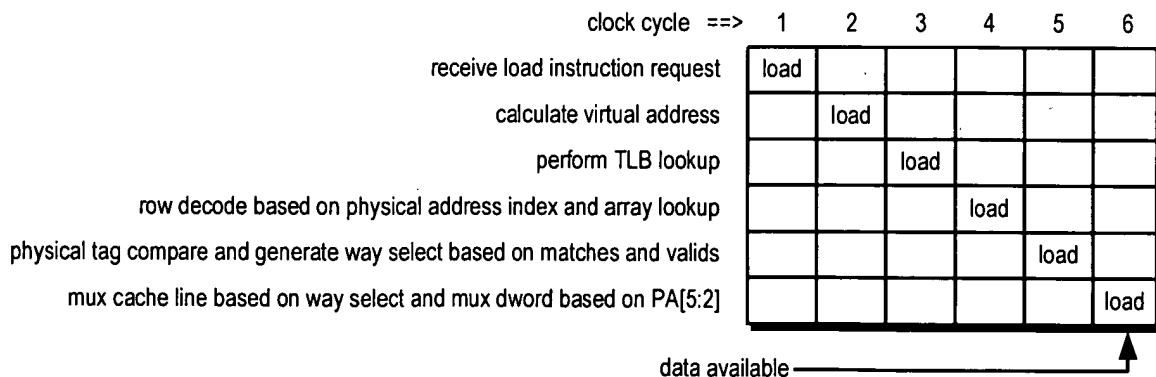 clock cycle ==> 1 2 3 4 5 6
receive load instruction request load
calculate virtual address load
perform TLB lookup load
row decode based on physical address index and array lookup load
physical tag compare and generate way select based on matches and valids load
mux cache line based on way select and mux dword based on PA[5:2] load
data available